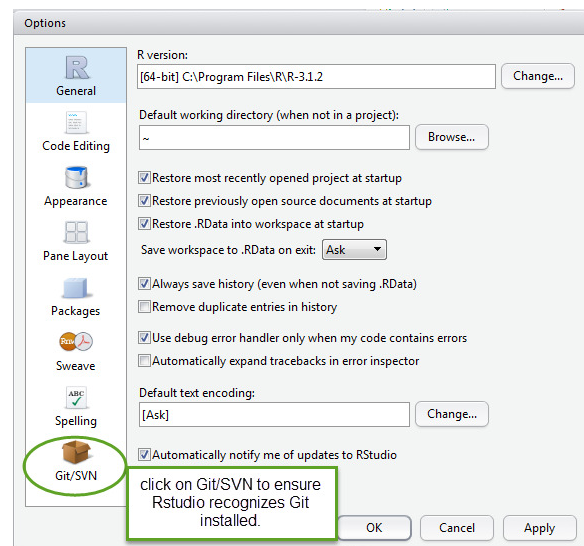 Options
R
General
Code Editing
Appearance
Pane Layout
Packages
Rnw
Sweave
ABC
Spelling
Git/SVN
R version:
[64-bit] C:\Program Files\R\R-3.1.2
Change...
Default working directory (when not in a project):
~
Browse...
Restore most recently opened project at startup
Restore previously open source documents at startup
Restore .RData into workspace at startup
Save workspace to .RData on exit: Ask
Always save history (even when not saving .RData)
Remove duplicate entries in history
Use debug error handler only when my code contains errors
Automatically expand tracebacks in error inspector
Default text encoding:
[Ask]
Change...
Automatically notify me of updates to RStudio
click on Git/SVN to ensure
Rstudio recognizes Git
installed.
OK
Cancel
Apply